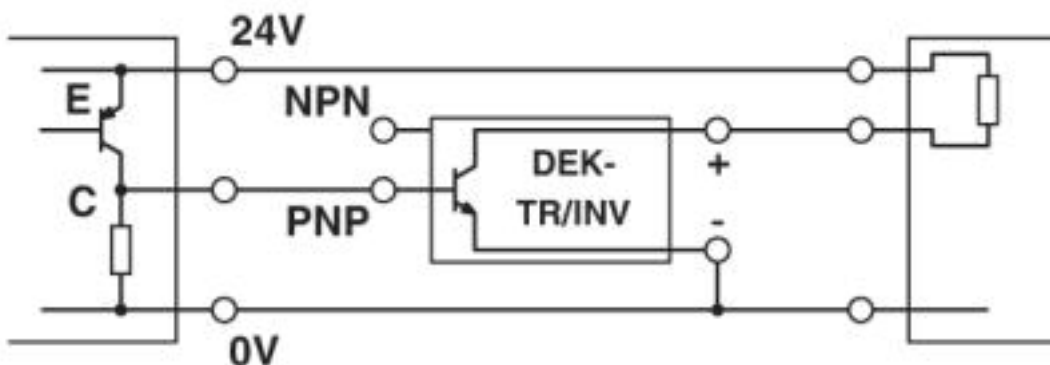 24V
E
NPN
+
DEK-
TR/INV
C
PNP
-
0V